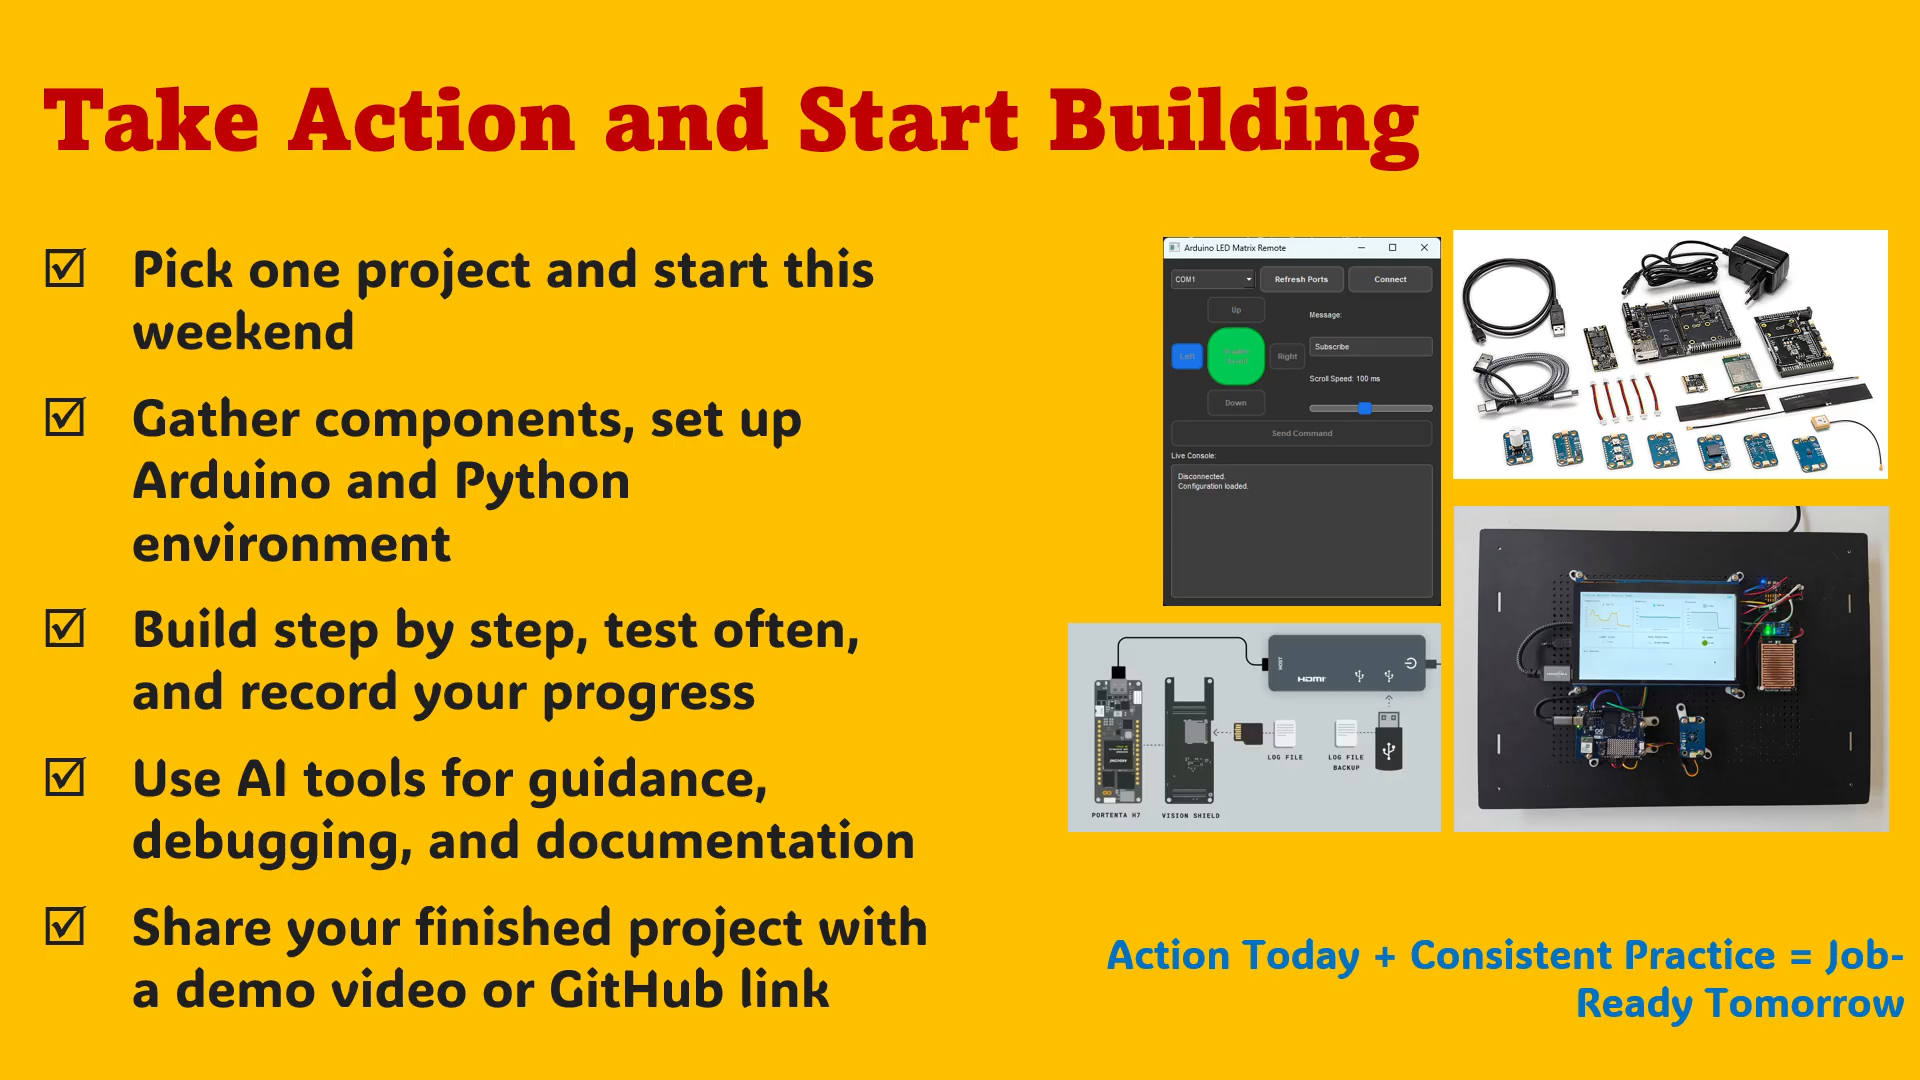 Take Action and Start Building
Pick one project and start this
weekend
Gather components, set up
Arduino and Python
environment
Build step by step, test often,
and record your progress
Use AI tools for guidance,
debugging, and documentation
Share your finished project with
a demo video or GitHub link
Arduino LED Matrix Remote
COM1
Refresh Ports
Connect
Up
Message:
Left
Right
Subscribe
Scroll Speed: 100 ms
Down
Send Command
Live Console:
Disconnected.
Configuration loaded.
HOST
HDMI
LOG FILE
LOG FILE
BACKUP
PORTENTA H7
VISION SHIELD
Action Today + Consistent Practice = Job-
Ready Tomorrow